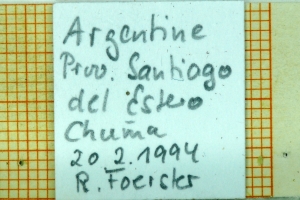 Argentine
Prov. Santiago
del Estero
Chuña
20 2.1994
R. Foerster